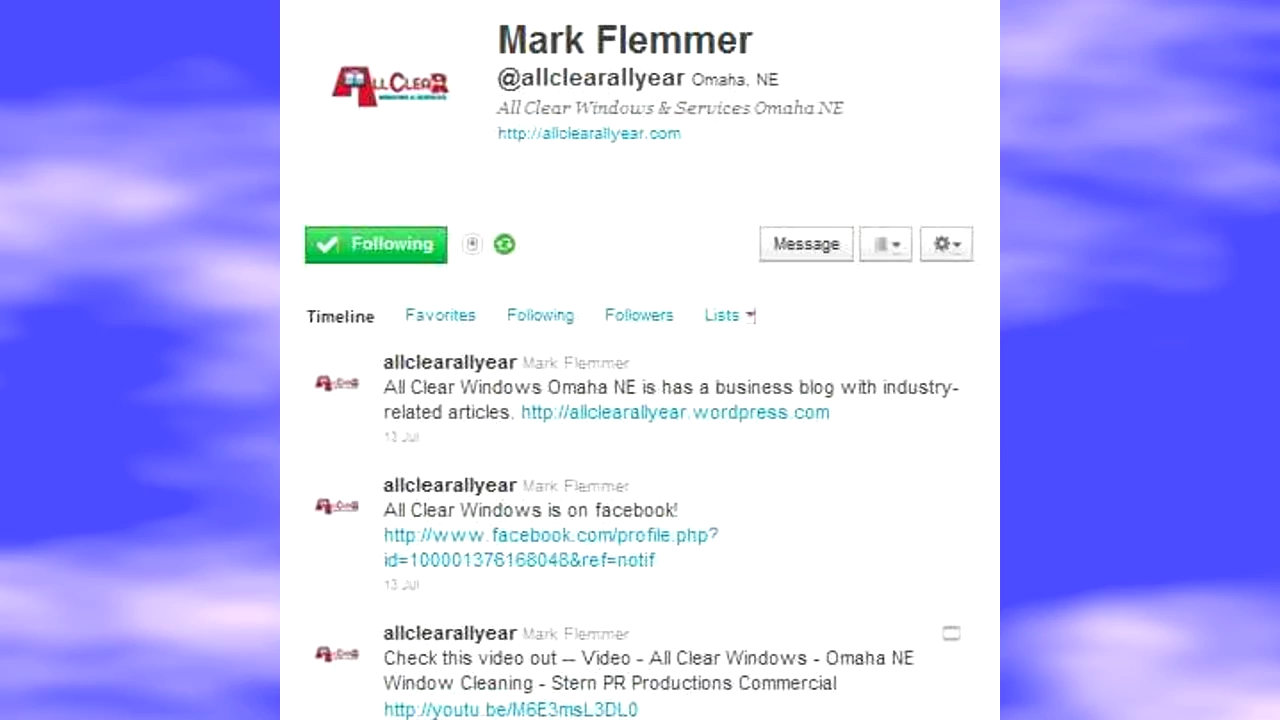 Mark Flemmer
ALL CLEAR
@allclearallyear Omaha, NE
All Clear Windows & Services Omaha NE
http://allclearallyear.com
Following
Message
Timeline Favorites Following Followers Lists
allclearallyear Mark Flemmer
All Clear Windows Omaha NE is has a business blog with industry-
related articles. http://allclearallyear.wordpress.com
13 Jul
allclearallyear Mark Flemmer
All Clear Windows is on facebook!
http://www.facebook.com/profile.php?
id=100001376168048&ref=notif
13 Jul
allclearallyear Mark Flemmer
Check this video out -- Video - All Clear Windows - Omaha NE
Window Cleaning - Stern PR Productions Commercial
http://youtu.be/M6E3msL3DL0